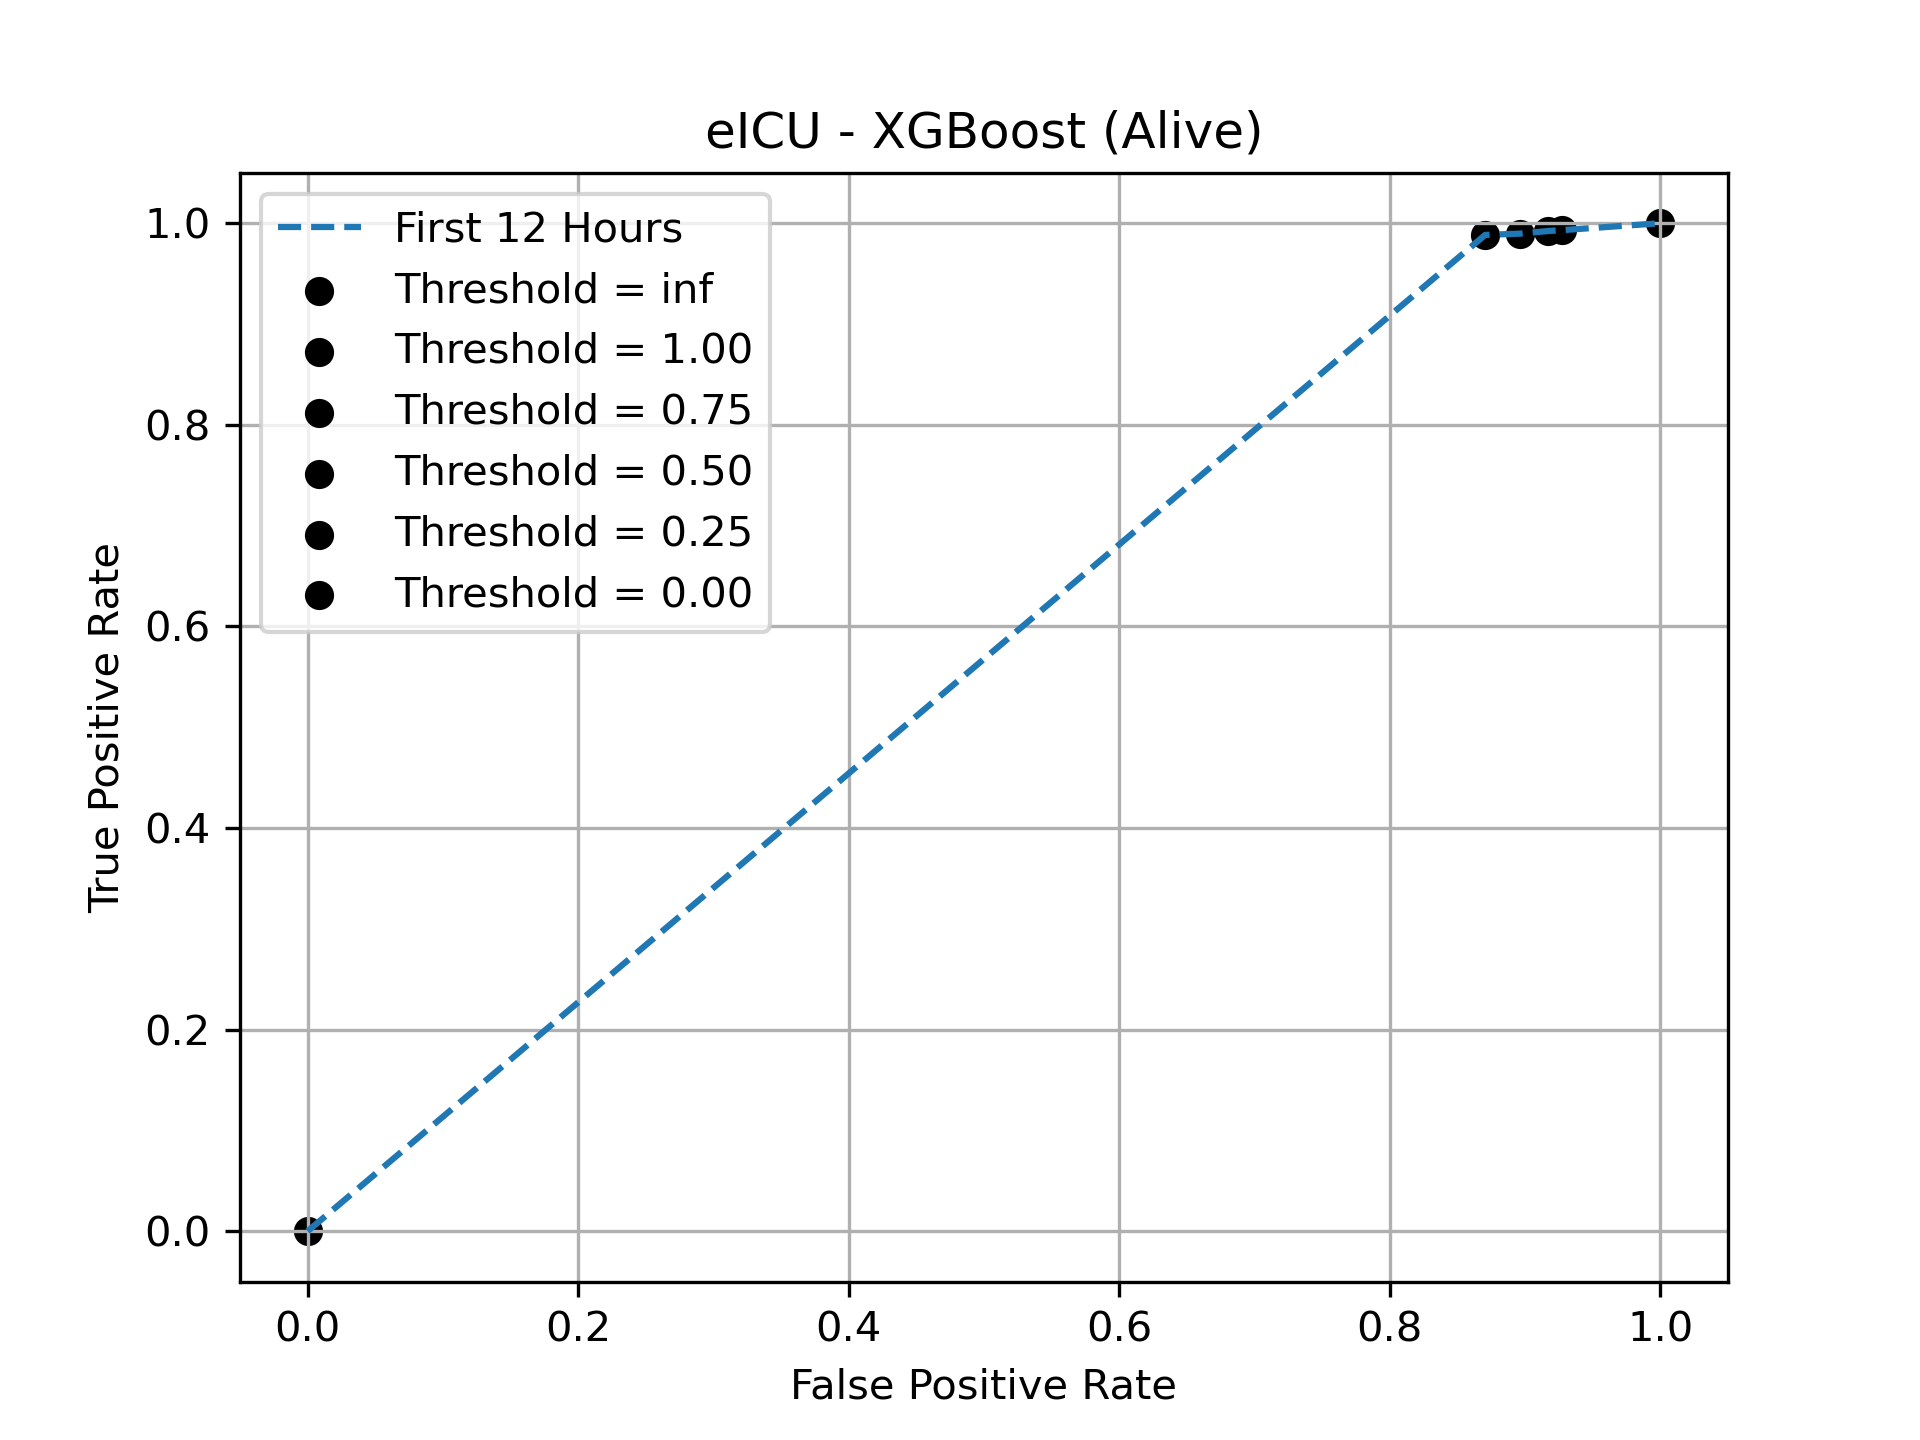 eICU - XGBoost (Alive)
First 12 Hours
Threshold = inf
Threshold = 1.00
Threshold = 0.75
Threshold = 0.50
Threshold = 0.25
Threshold = 0.00
True Positive Rate
1.0
0.8
0.6
0.4
0.2
0.0
0.0 0.2 0.4 0.6 0.8 1.0
False Positive Rate